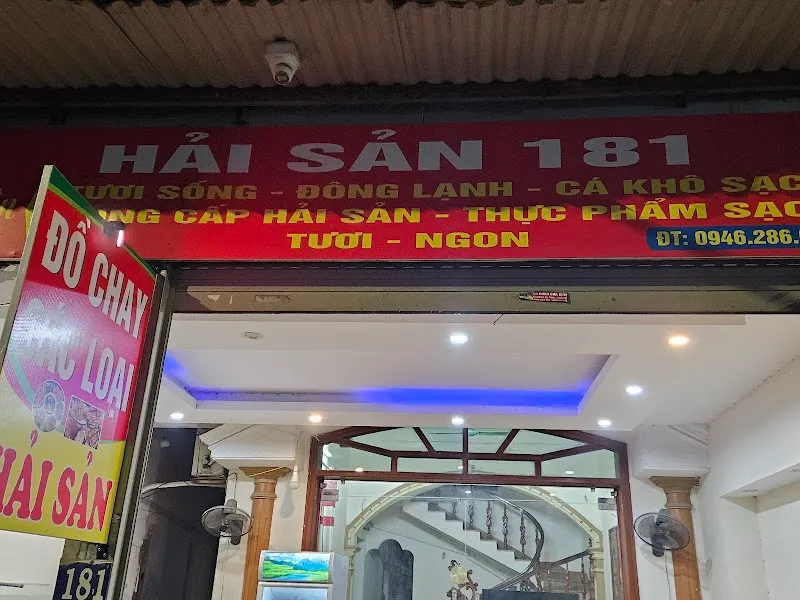 HẢI SẢN 181
TƯƠI SỐNG - ĐÔNG LẠNH - CÁ KHÔ SẠC
CẤP HẢI SẢN - THỰC PHẨM SẠC
TƯƠI - NGON
ĐT: 0946.286.
ĐỒ CHAY
CÁC LOẠI
HẢI SẢN
181